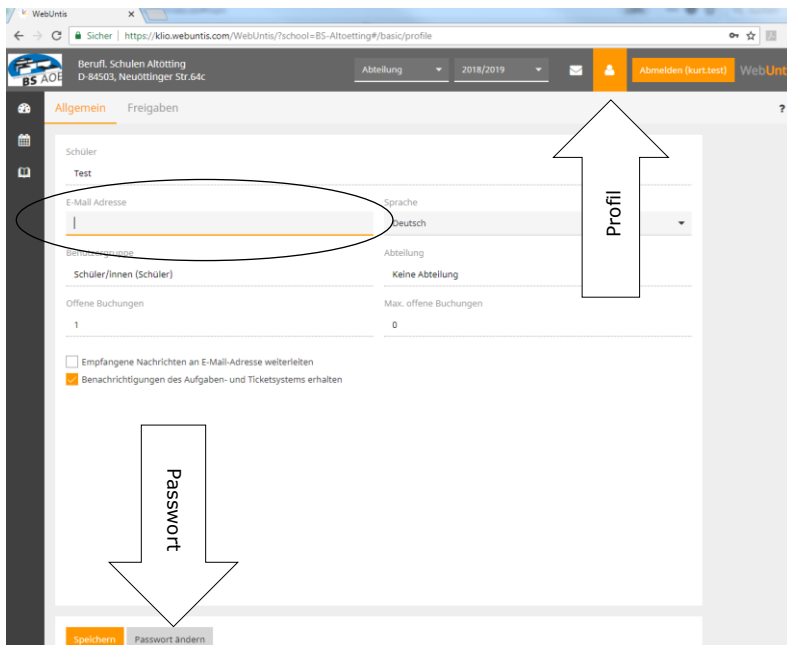 WebUntis
Sicher | https://klio.webuntis.com/WebUntis/?school=BS-Altoetting#/basic/profile
BS AOE
Berufl. Schulen Altötting
D-84503, Neuöttinger Str.64c
Abteilung
2018/2019
Abmelden (kurt.test)
WebUnt
Allgemein
Freigaben
?
Schüler
Test
E-Mail Adresse
Sprache
Deutsch
Benutzergruppe
Abteilung
Schüler/innen (Schüler)
Keine Abteilung
Offene Buchungen
Max. offene Buchungen
1
0
Empfangene Nachrichten an E-Mail-Adresse weiterleiten
Benachrichtigungen des Aufgaben- und Ticketsystems erhalten
Profil
Passwort
Speichern
Passwort ändern